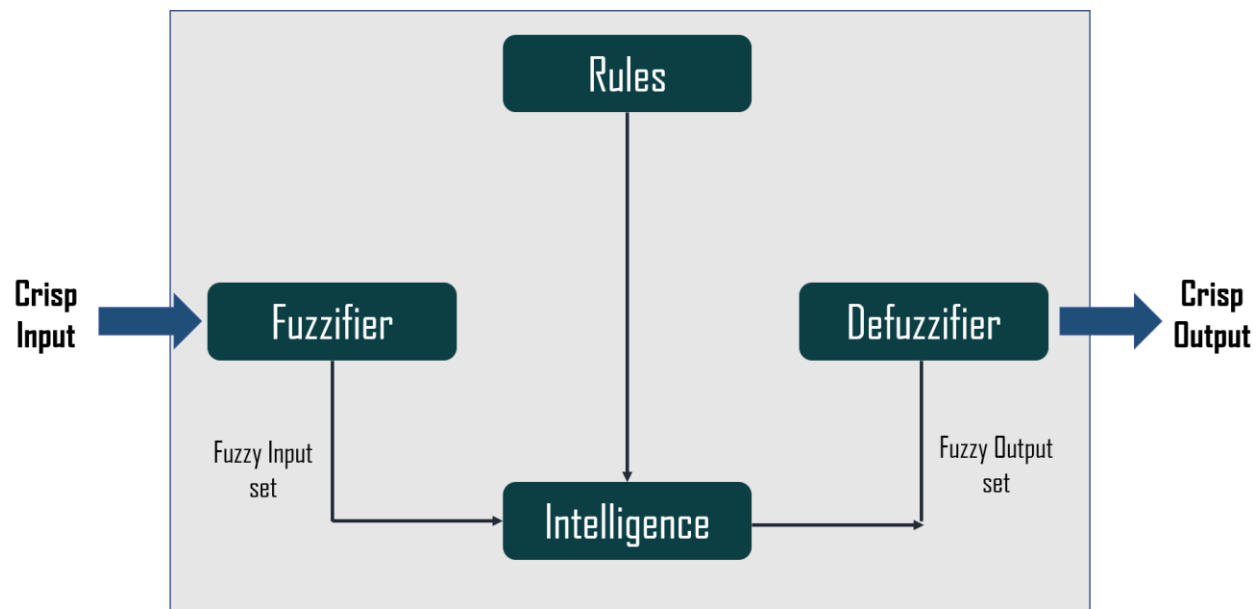 Rules
Crisp
Input
Fuzzifier
Defuzzifier
Crisp
Output
Fuzzy Input
set
Fuzzy Output
set
Intelligence